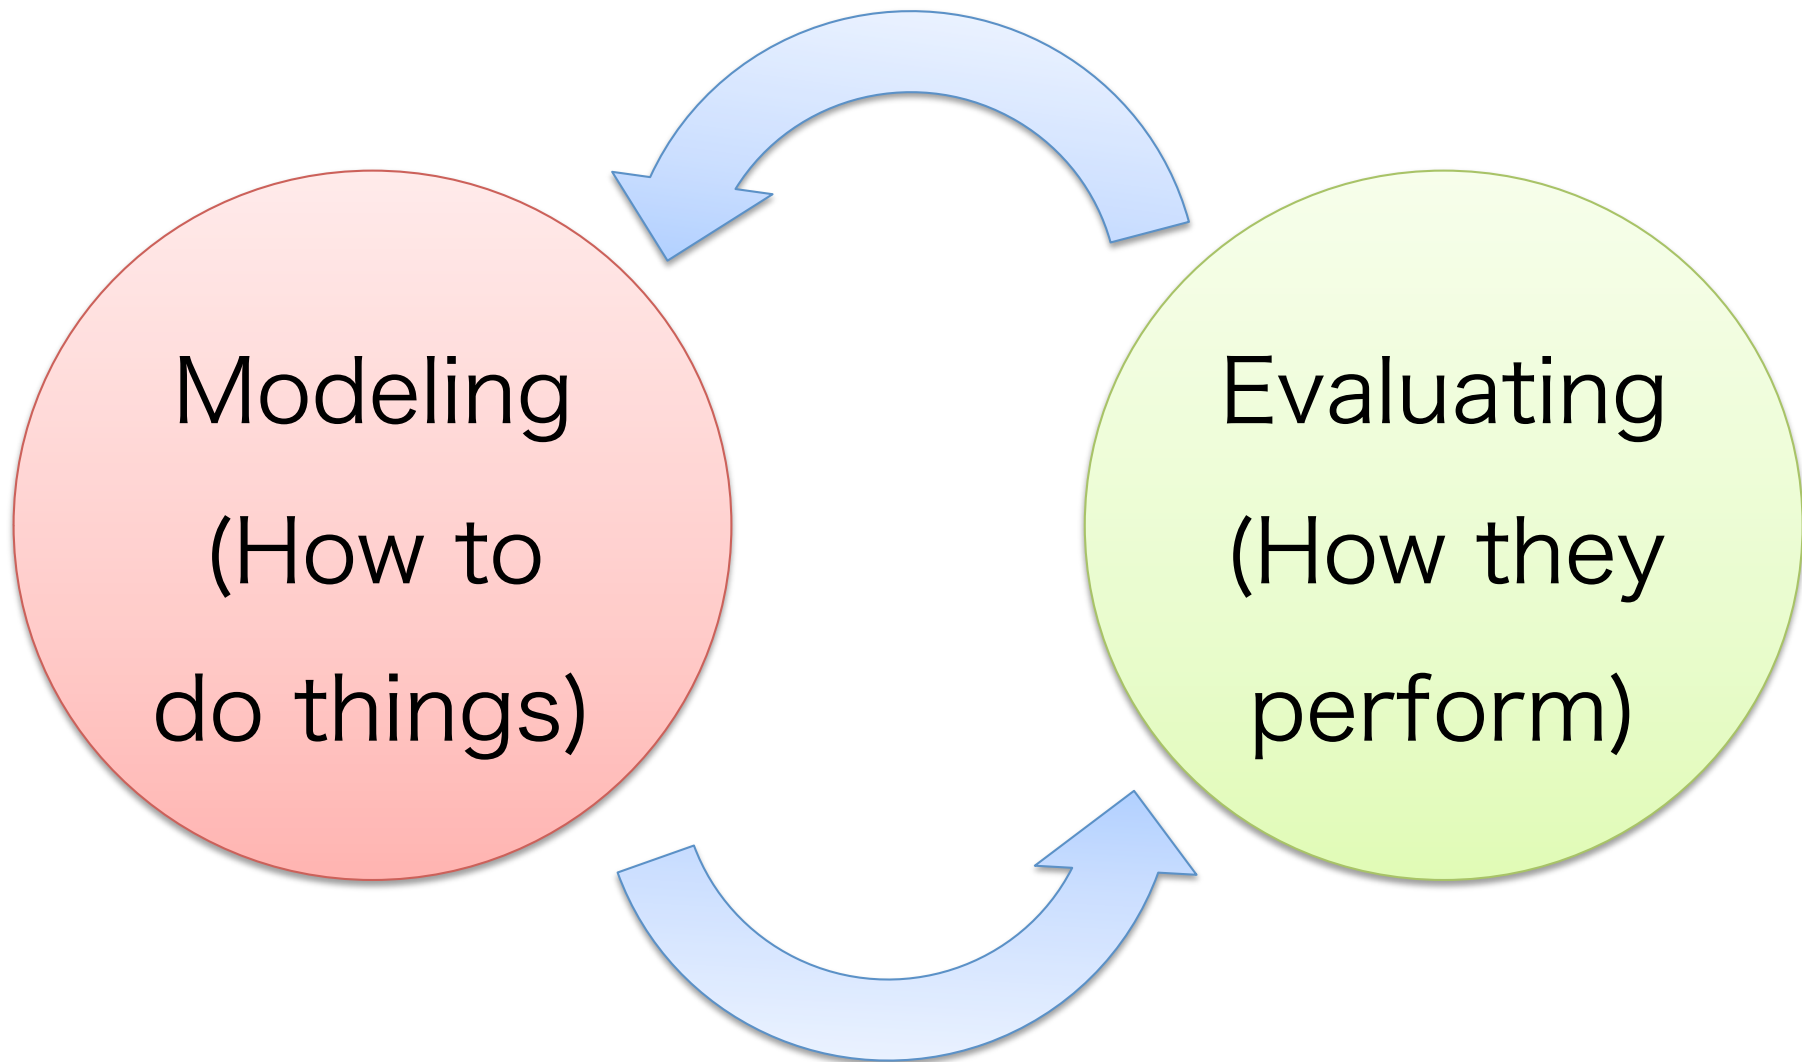 Modeling
(How to
do things)
Evaluating
(How they
perform)